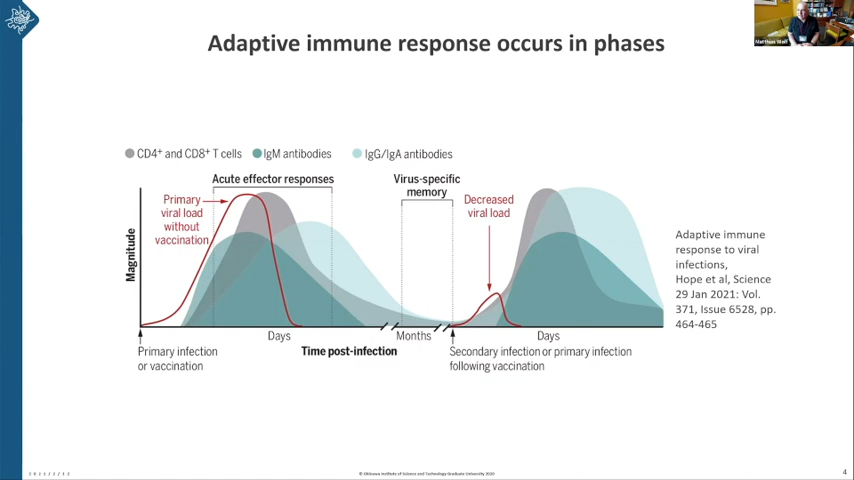 Adaptive immune response occurs in phases
Matthias Wolf
CD4+ and CD8+ T cells
IgM antibodies
IgG/IgA antibodies
Acute effector responses
Virus-specific
memory
Primary
viral load
without
vaccination
Decreased
viral load
Magnitude
Days
Months
Days
Time post-infection
Primary infection
or vaccination
Secondary infection or primary infection
following vaccination
Adaptive immune
response to viral
infections,
Hope et al, Science
29 Jan 2021: Vol.
371, Issue 6528, pp.
464-465
© Okinawa Institute of Science and Technology Graduate University 2020
4